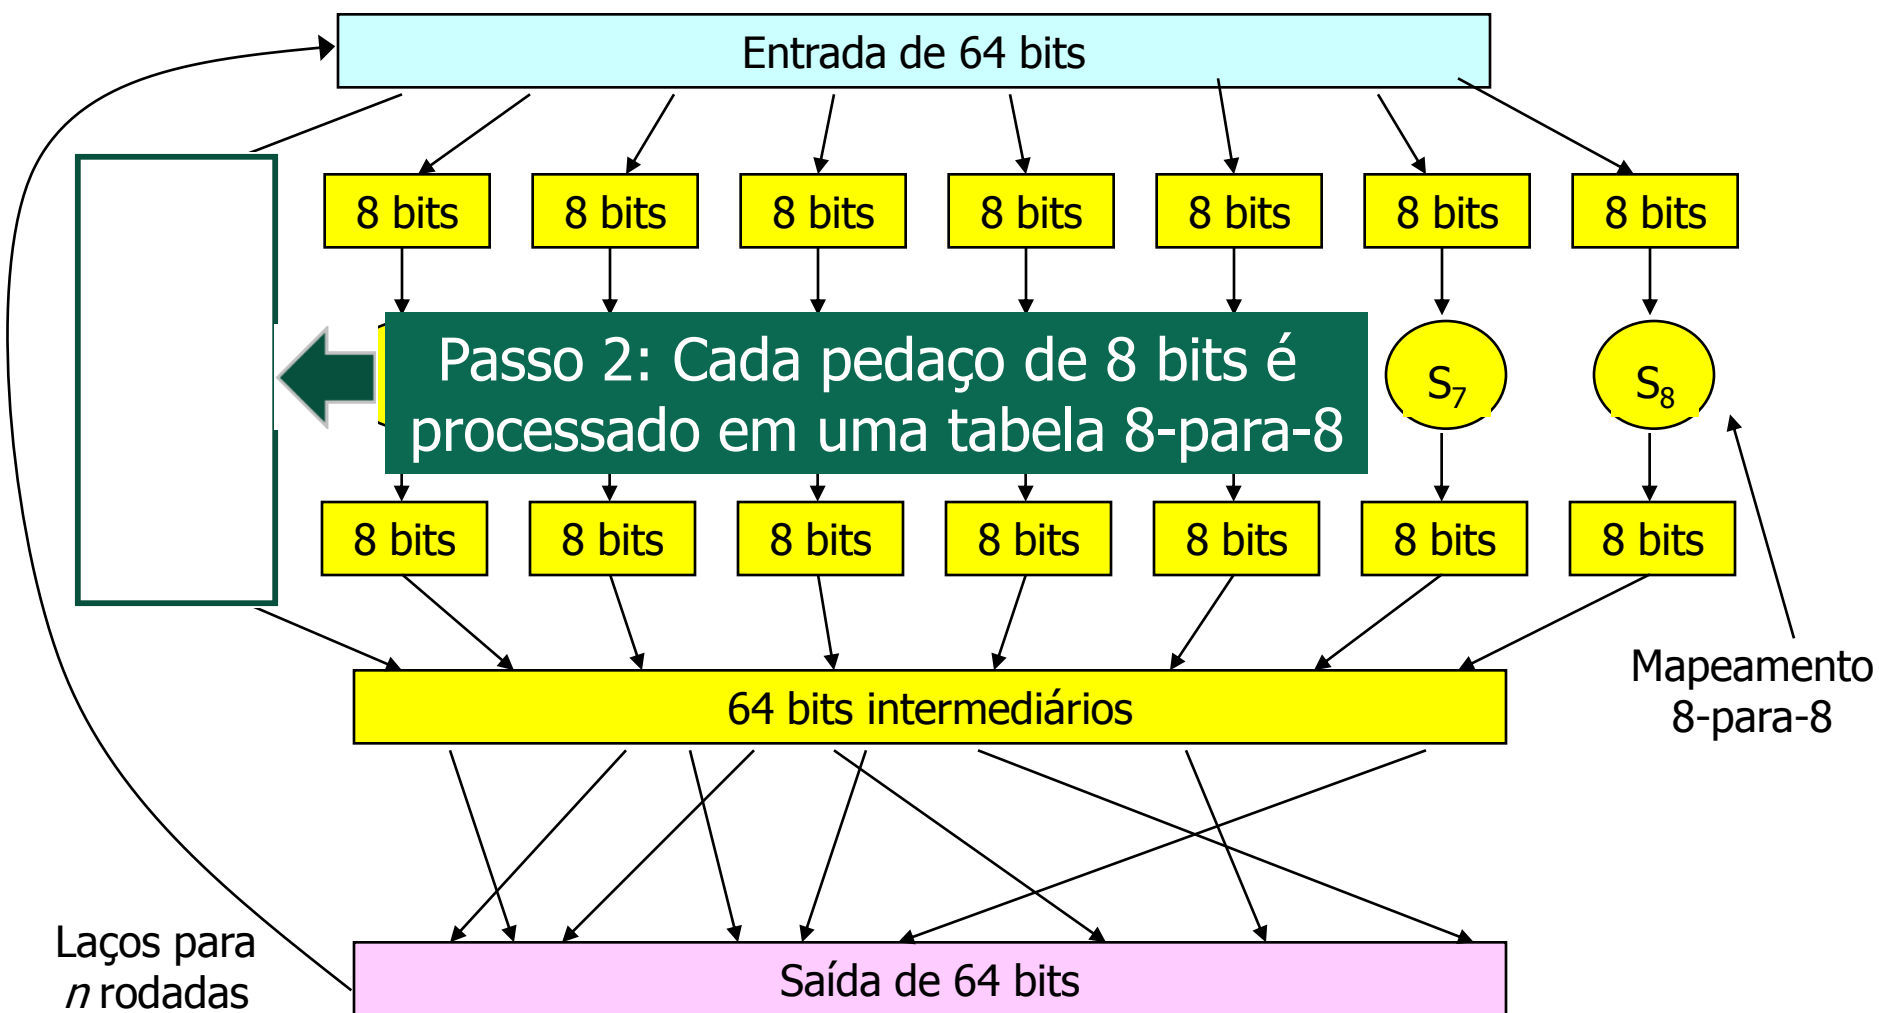 Entrada de 64 bits
8 bits
8 bits
8 bits
8 bits
8 bits
8 bits
8 bits
Passo 2: Cada pedaço de 8 bits é
processado em uma tabela 8-para-8
S₇
S₈
8 bits
8 bits
8 bits
8 bits
8 bits
8 bits
8 bits
Mapeamento
8-para-8
64 bits intermediários
Laços para
n rodadas
Saída de 64 bits